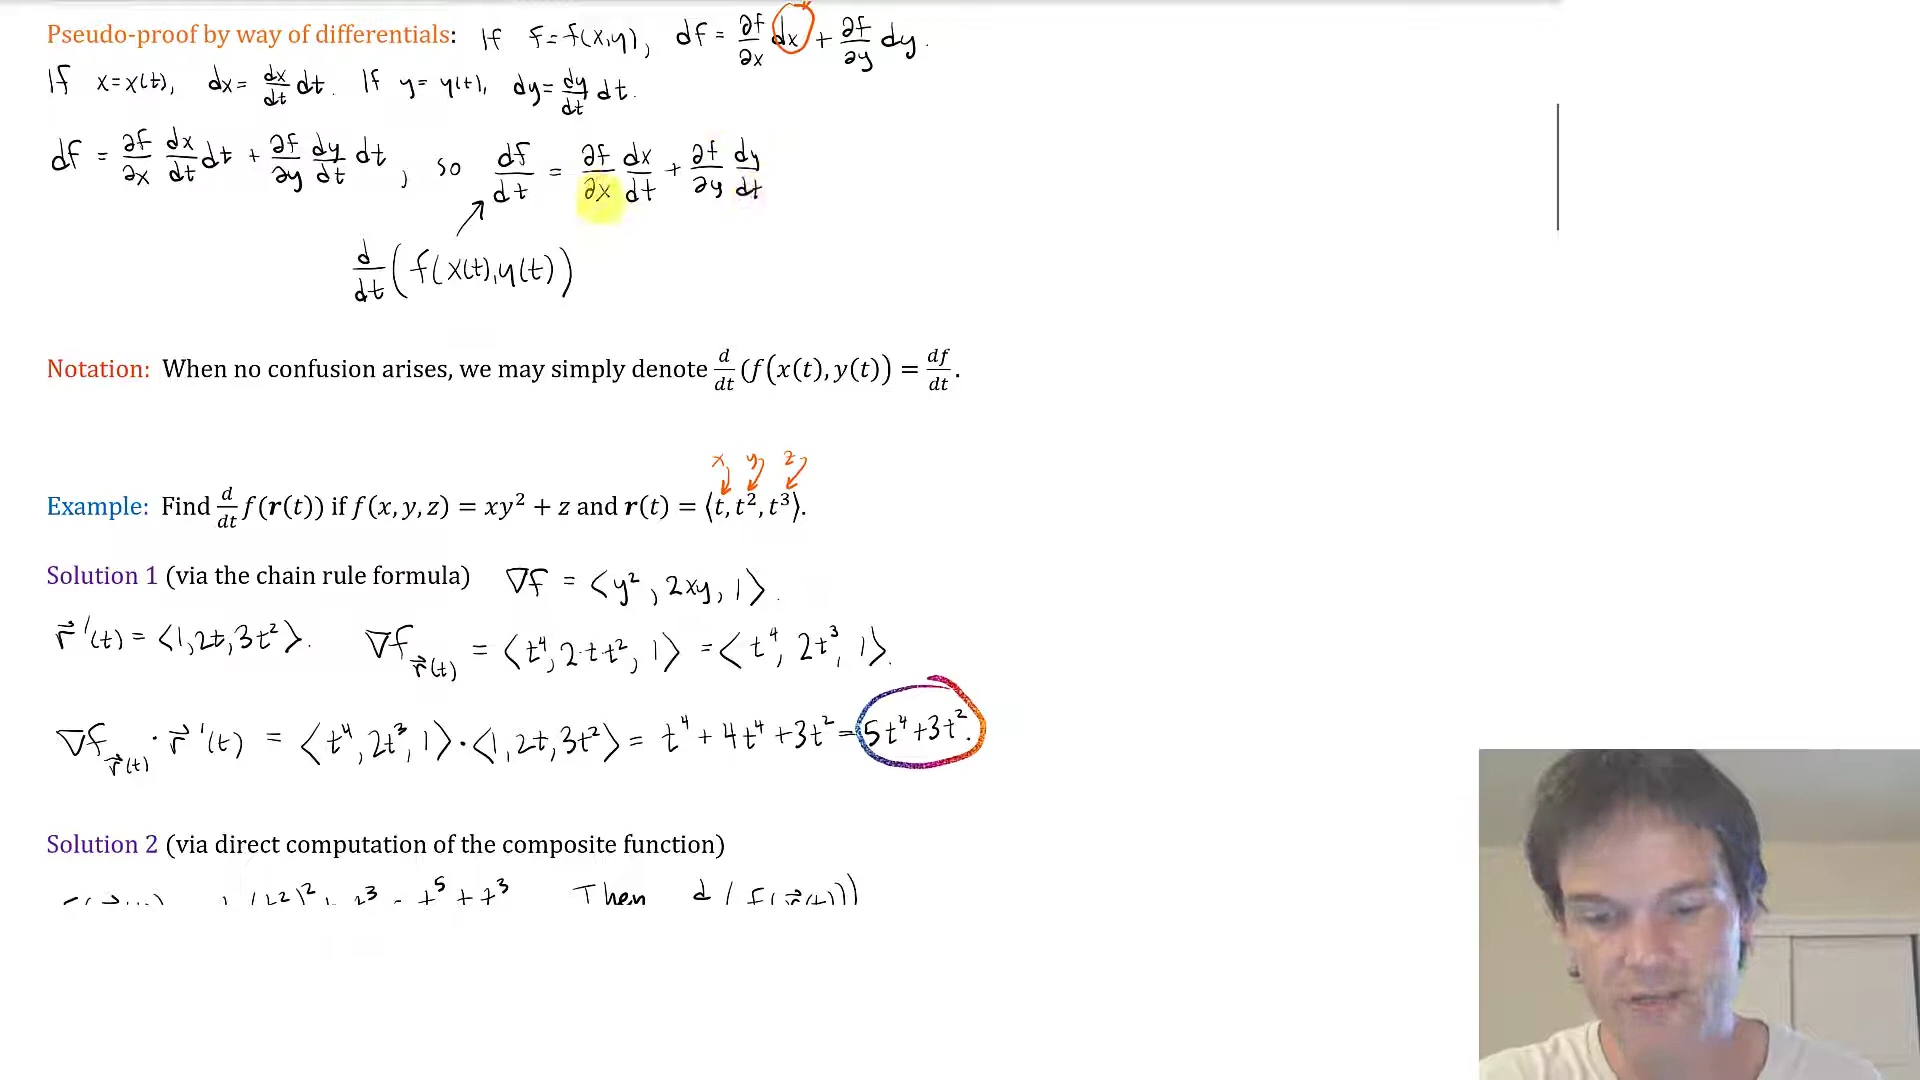 Pseudo-proof by way of differentials: If f=f(x,y), df = ∂f/∂x dx + ∂f/∂y dy.
If x=x(t), dx = dx/dt dt. If y = y(t), dy = dy/dt dt.
df = ∂f/∂x dx/dt dt + ∂f/∂y dy/dt dt, so df/dt = ∂f/∂x dx/dt + ∂f/∂y dy/dt
d/dt (f(x(t),y(t))
Notation: When no confusion arises, we may simply denote d/dt (f(x(t), y(t)) = df/dt.
x y z
Example: Find d/dt f(r(t)) if f(x, y, z) = xy² + z and r(t) = ⟨t, t², t³⟩.
Solution 1 (via the chain rule formula) ∇f = ⟨y², 2xy, 1⟩.
r⃗'(t) = ⟨1, 2t, 3t²⟩. ∇f_r⃗(t) = ⟨t⁴, 2·t·t², 1⟩ = ⟨t⁴, 2t³, 1⟩.
∇f_r⃗(t) · r⃗'(t) = ⟨t⁴, 2t³, 1⟩ · ⟨1, 2t, 3t²⟩ = t⁴ + 4t⁴ + 3t² = 5t⁴ + 3t².
Solution 2 (via direct computation of the composite function)
t⁵ + t³ Then d (f(r⃗(t)))